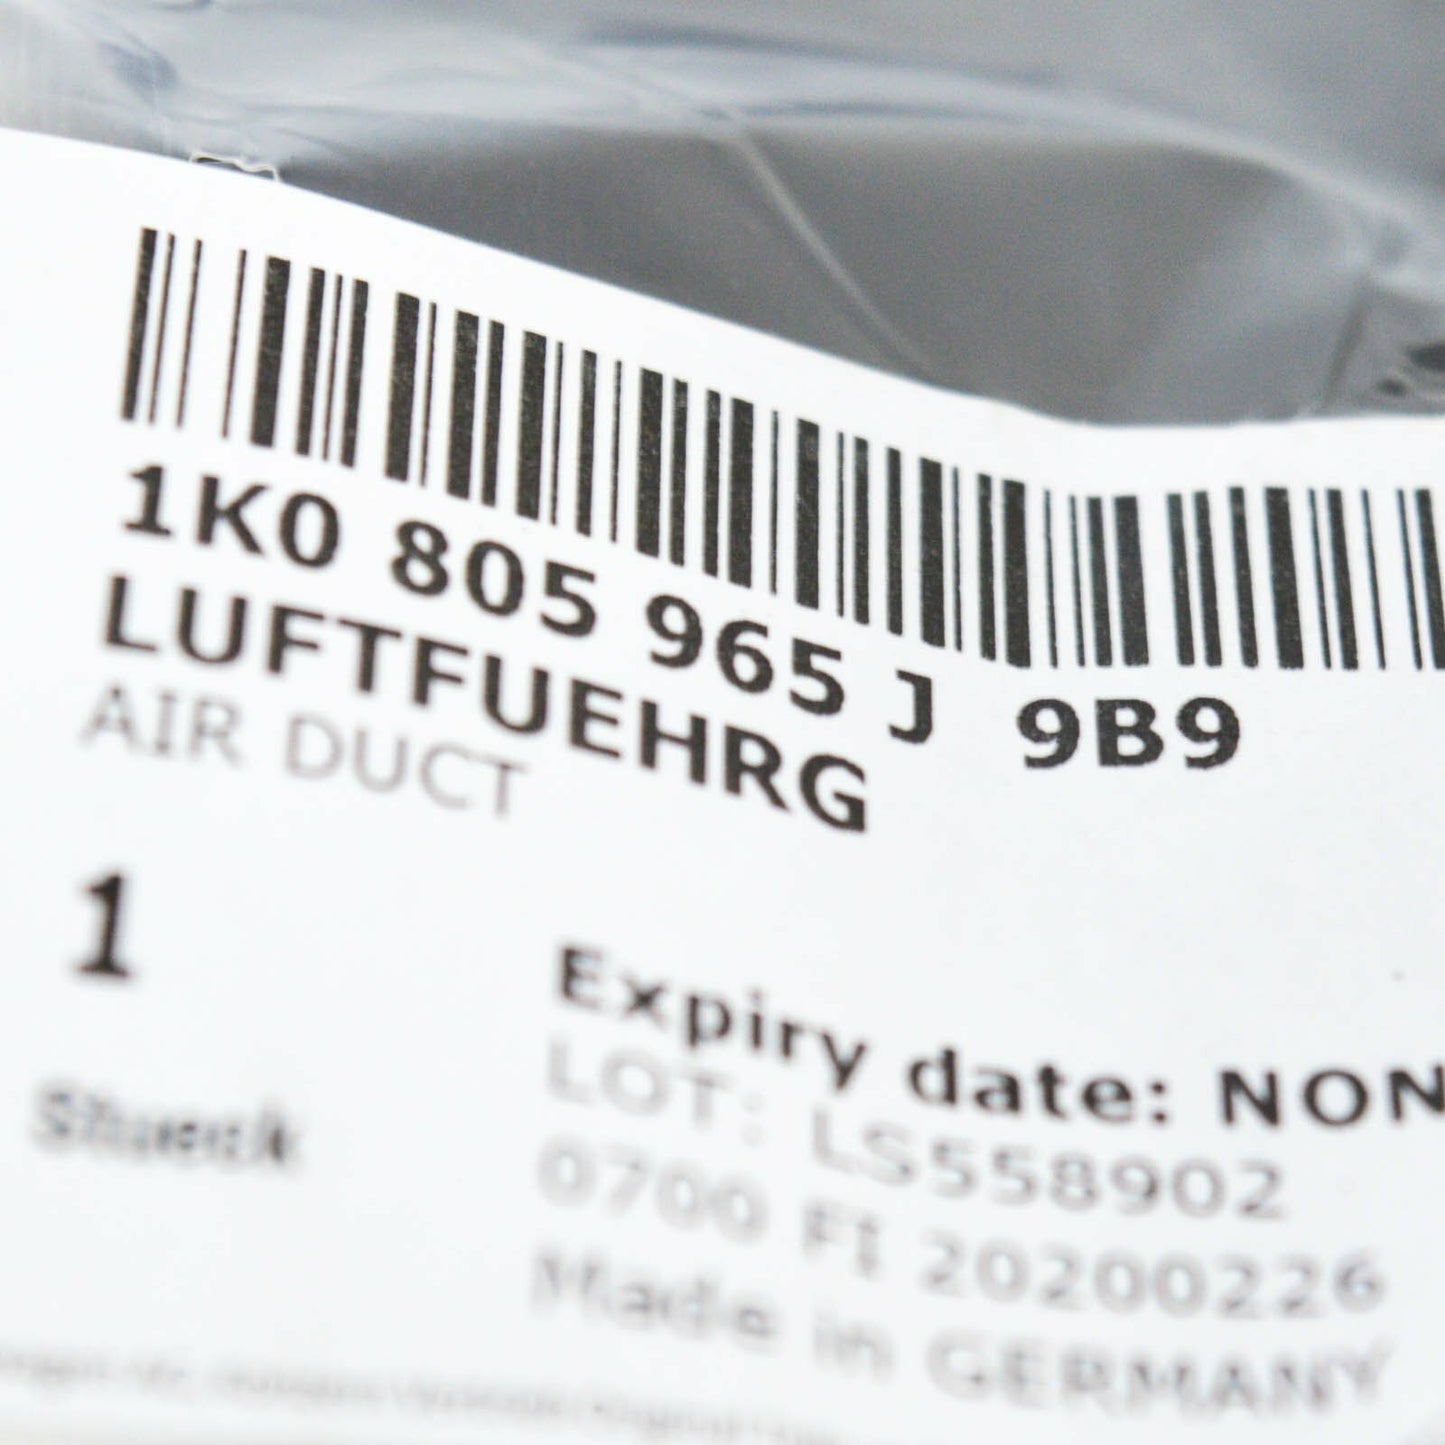 1K0 805 965 J 9B9
LUFTFUEHRG
AIR DUCT
1
Stueck
Expiry date: NON
LOT: LS558902
0700 FI 20200226
Made in GERMANY